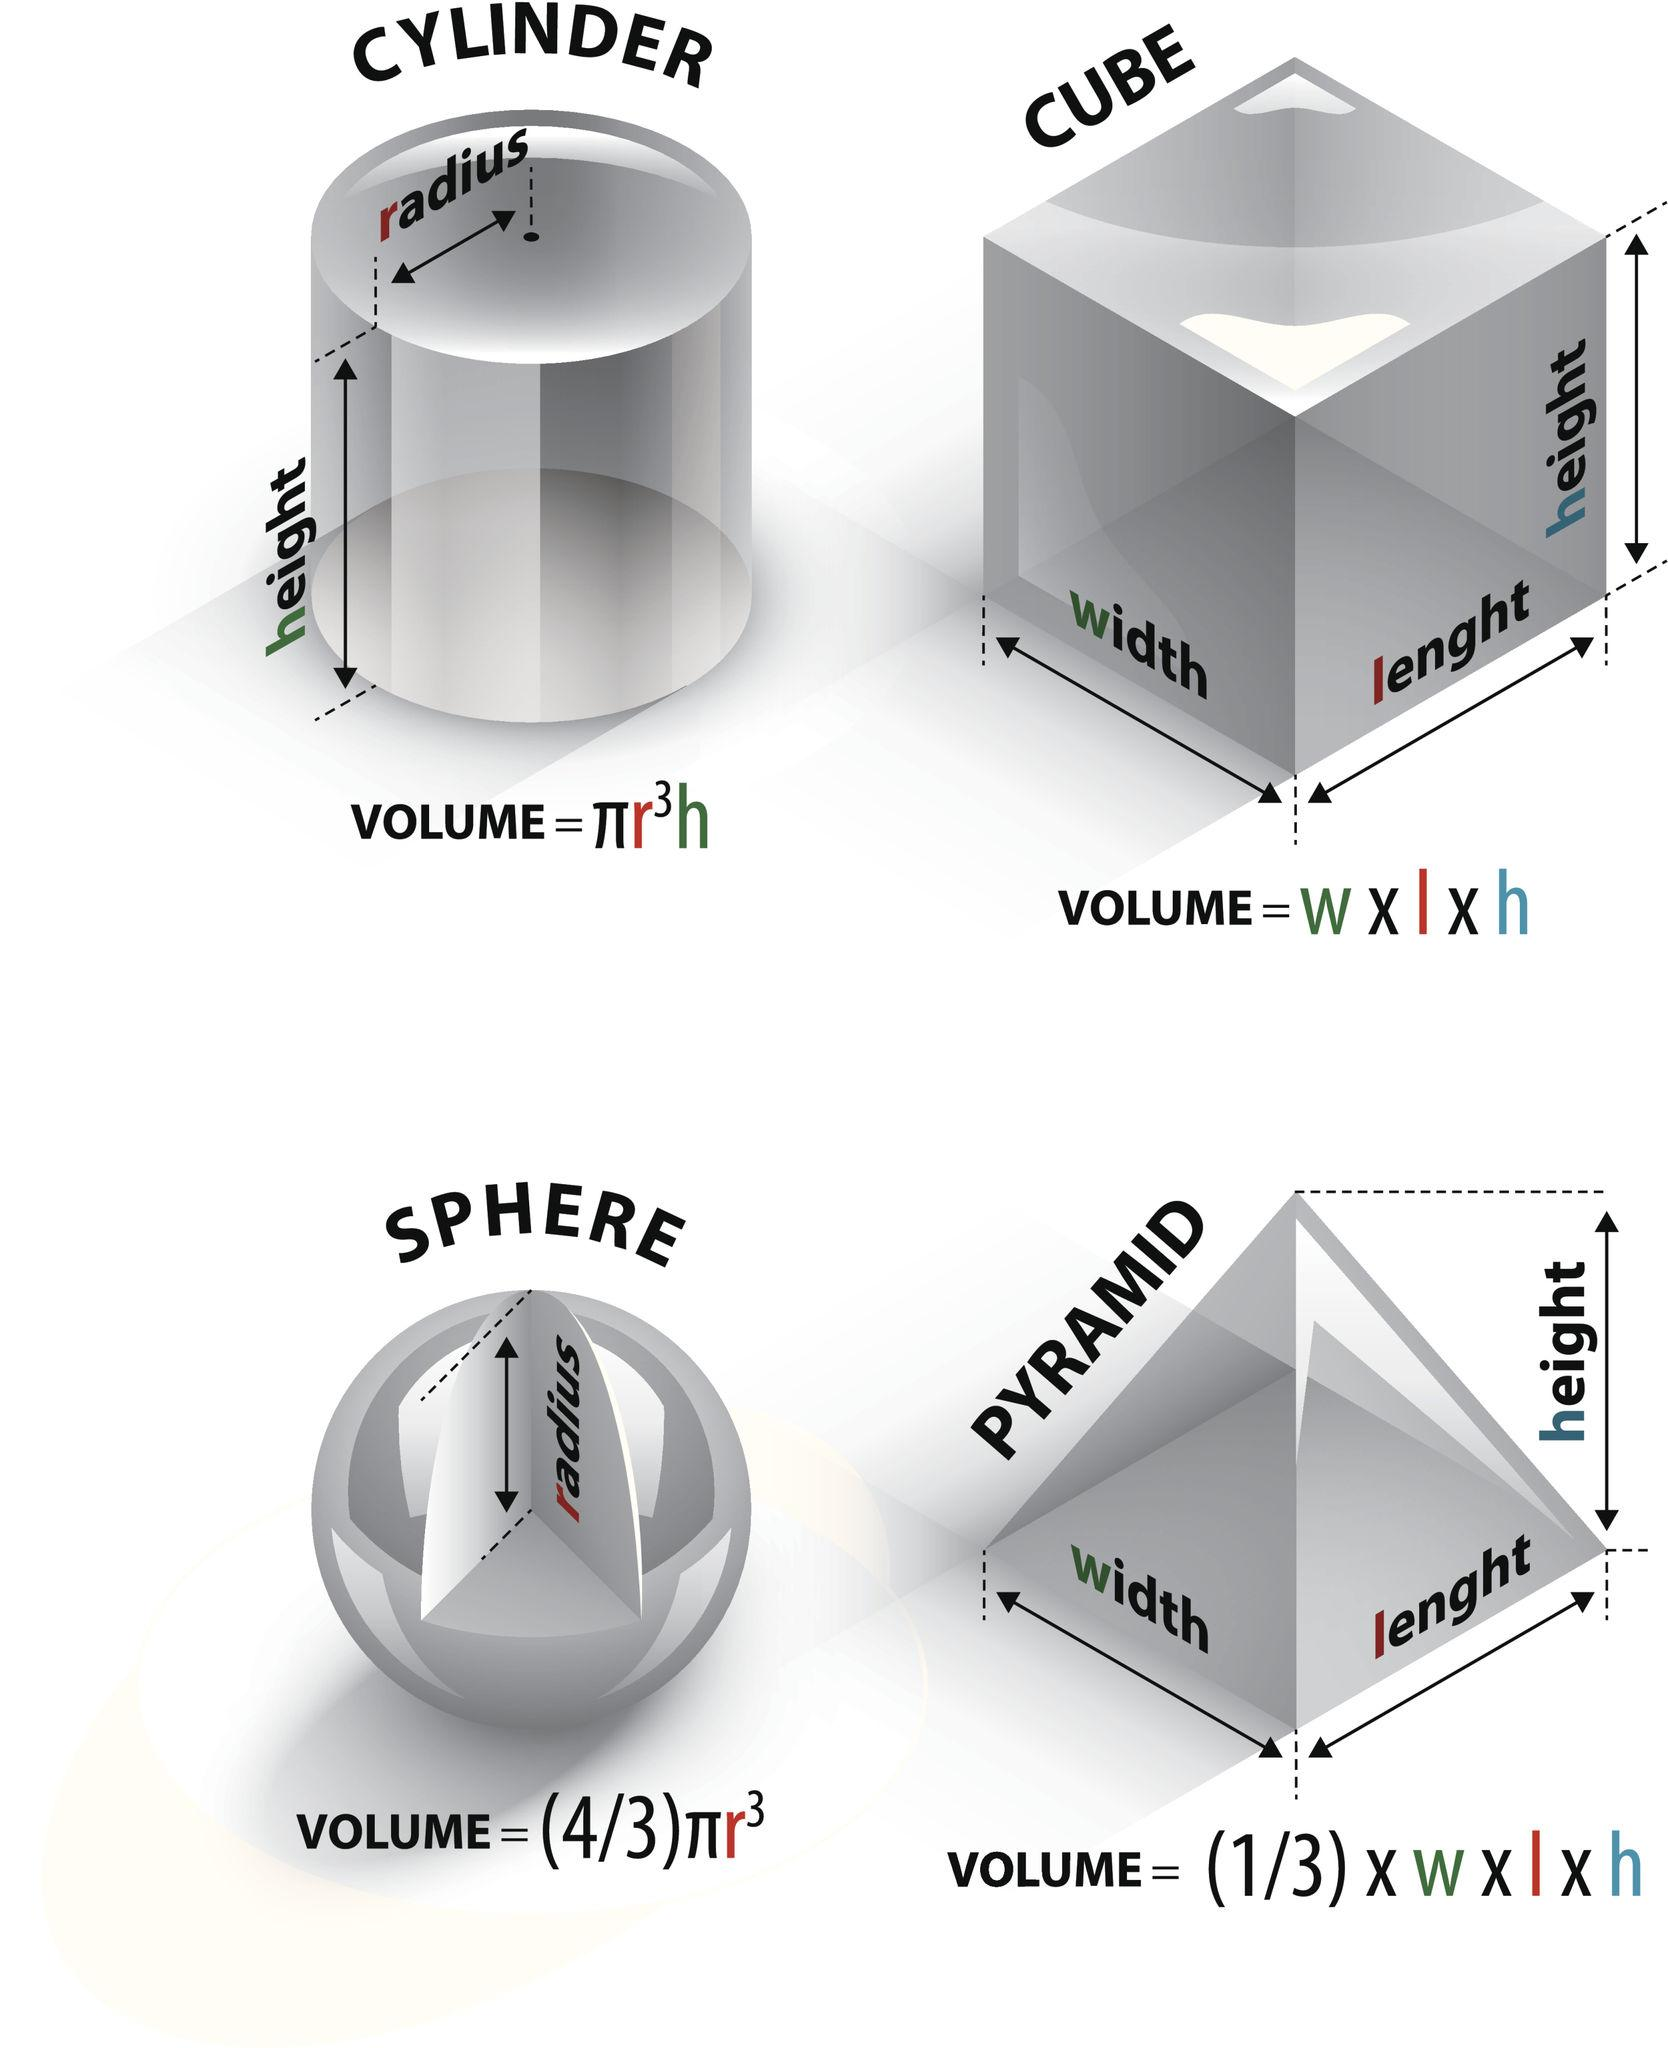 CYLINDER
radius
height
VOLUME = πr³h
CUBE
height
width
lenght
VOLUME = w x l x h
SPHERE
radius
VOLUME = (4/3)πr³
PYRAMID
height
width
lenght
VOLUME = (1/3) x w x l x h